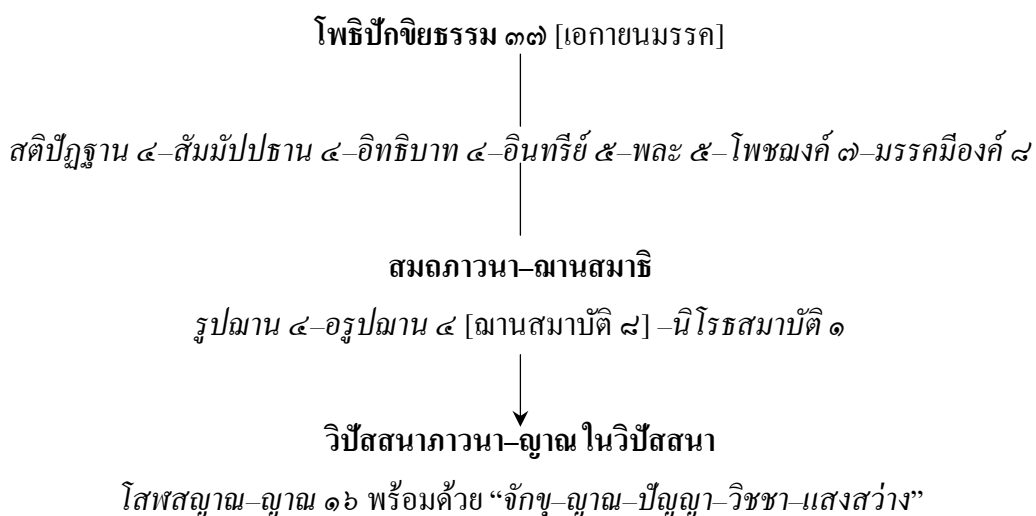 โพธิปักขิยธรรม ๓๗ [เอกายนมรรค]
สติปัฏฐาน ๔–สัมมัปปธาน ๔–อิทธิบาท ๔–อินทรีย์ ๕–พละ ๕–โพชฌงค์ ๗–มรรคมีองค์ ๘
สมถภาวนา–ฌานสมาธิ
รูปฌาน ๔–อรูปฌาน ๔ [ฌานสมาบัติ ๘] –นิโรธสมาบัติ ๑
วิปัสสนาภาวนา–ญาณในวิปัสสนา
โสฬสญาณ–ญาณ ๑๖ พร้อมด้วย “จักขุ–ญาณ–ปัญญา–วิชชา–แสงสว่าง”